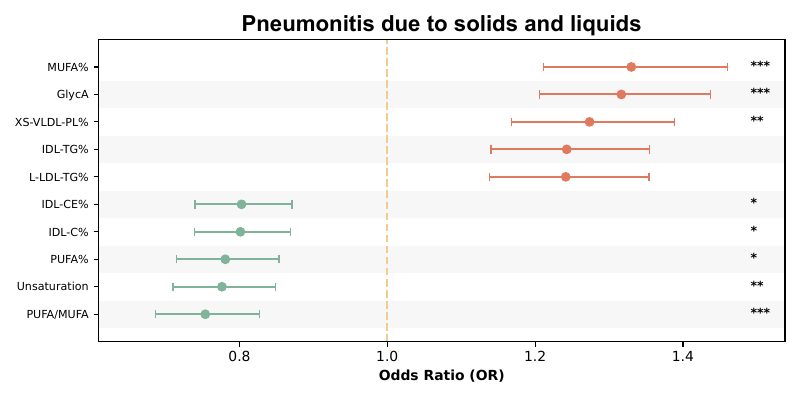 Pneumonitis due to solids and liquids
MUFA% ***
GlycA ***
XS-VLDL-PL% **
IDL-TG%
L-LDL-TG%
IDL-CE% *
IDL-C% *
PUFA% *
Unsaturation **
PUFA/MUFA ***
0.8 1.0 1.2 1.4
Odds Ratio (OR)